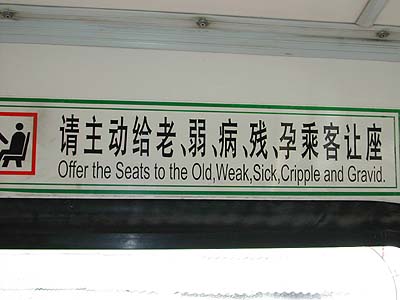 请主动给老、弱、病、残、孕乘客让座
Offer the Seats to the Old,Weak,Sick,Cripple and Gravid.